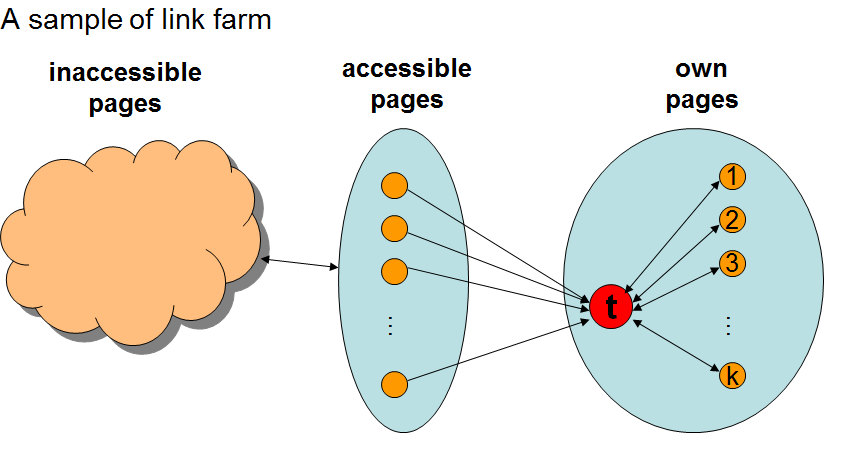 A sample of link farm
inaccessible
pages
accessible
pages
own
pages
1
2
3
...
...
t
k